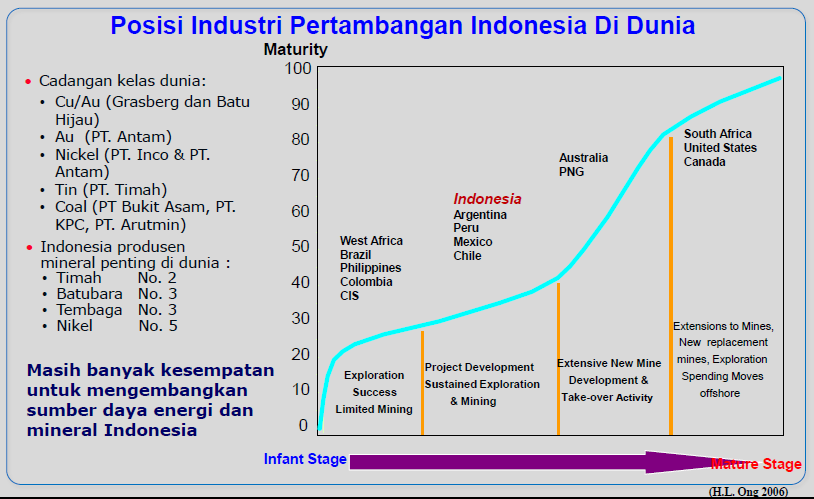 Posisi Industri Pertambangan Indonesia Di Dunia
• Cadangan kelas dunia:
• Cu/Au (Grasberg dan Batu
Hijau)
• Au (PT. Antam)
• Nickel (PT. Inco & PT.
Antam)
• Tin (PT. Timah)
• Coal (PT Bukit Asam, PT.
KPC, PT. Arutmin)
• Indonesia produsen
mineral penting di dunia :
• Timah No. 2
• Batubara No. 3
• Tembaga No. 3
• Nikel No. 5
Masih banyak kesempatan
untuk mengembangkan
sumber daya energi dan
mineral Indonesia
Maturity
100
90
80
70
60
50
40
30
20
10
0
West Africa
Brazil
Philippines
Colombia
CIS
Indonesia
Argentina
Peru
Mexico
Chile
Australia
PNG
South Africa
United States
Canada
Exploration
Success
Limited Mining
Project Development
Sustained Exploration
& Mining
Extensive New Mine
Development &
Take-over Activity
Extensions to Mines,
New replacement
mines, Exploration
Spending Moves
offshore
Infant Stage
Mature Stage
(H.L. Ong 2006)